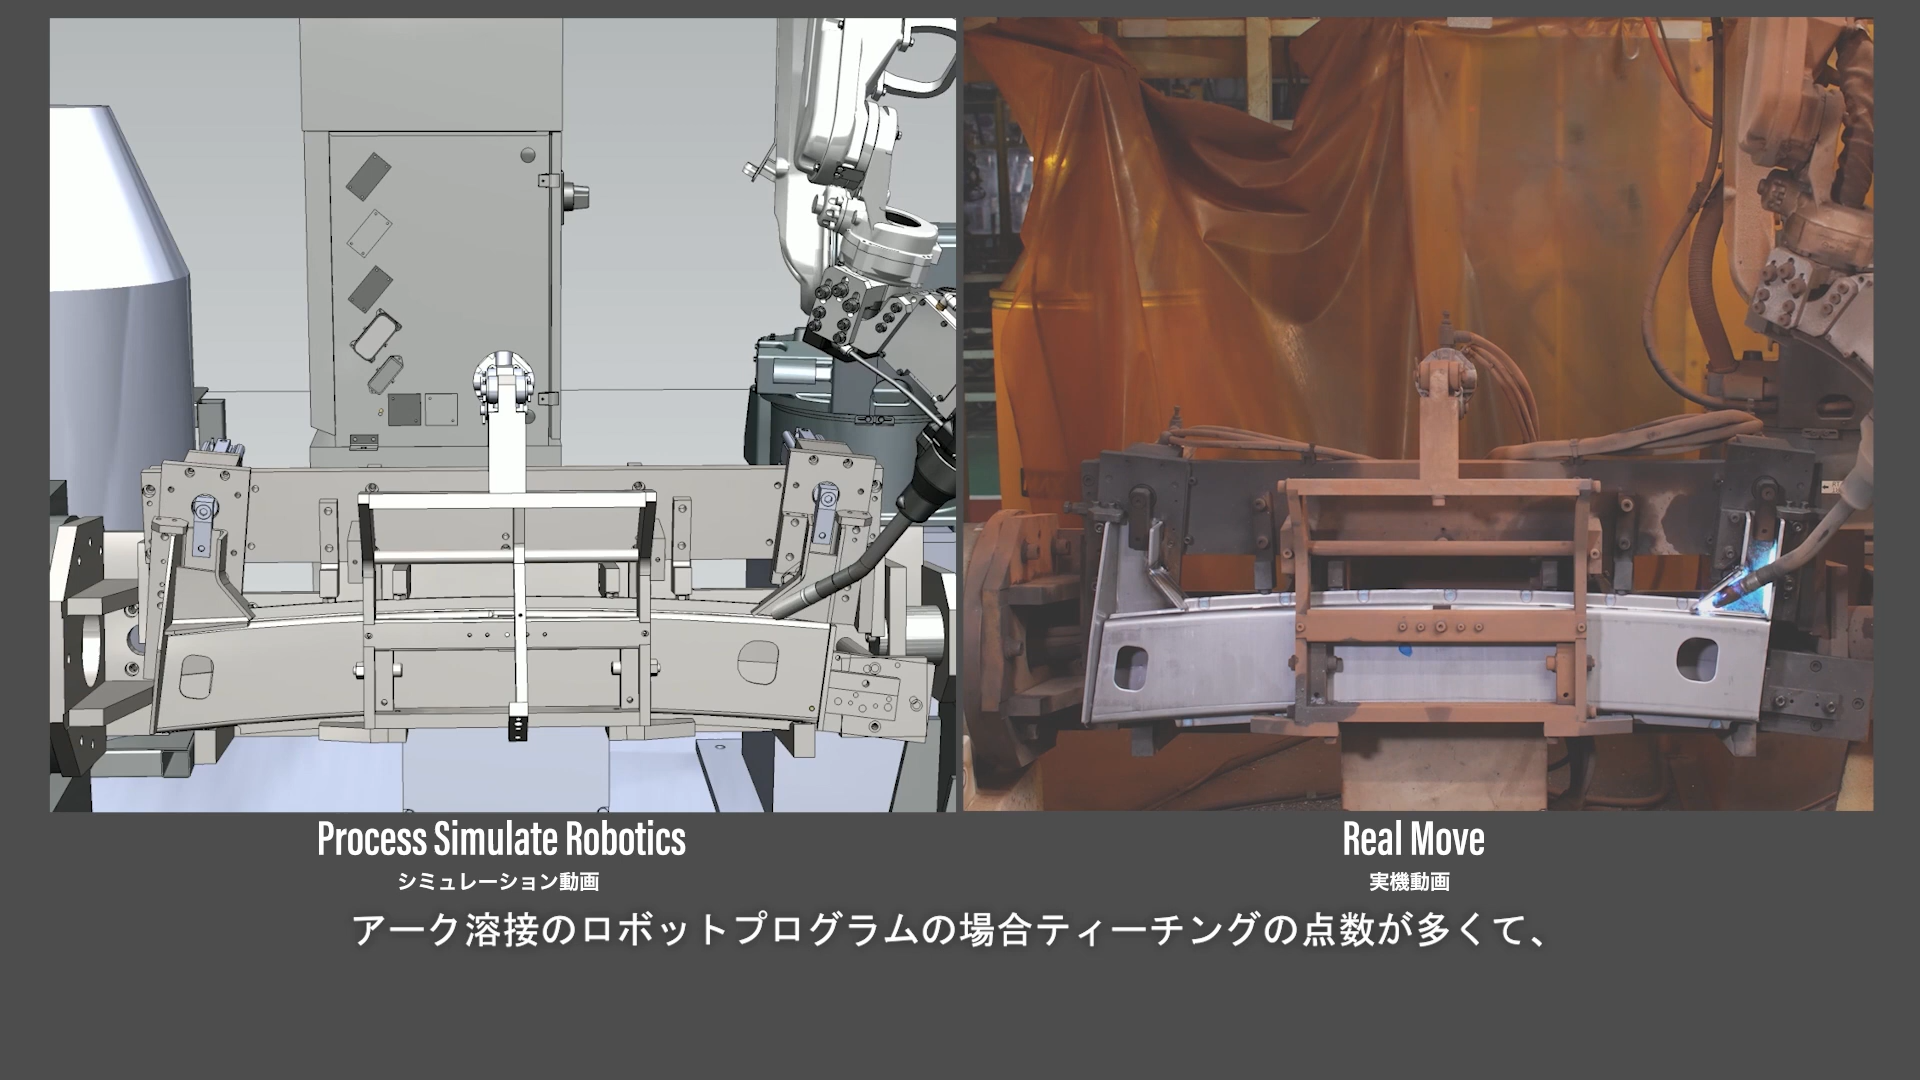 Process Simulate Robotics
シミュレーション動画
Real Move
実機動画
アーク溶接のロボットプログラムの場合ティーチングの点数が多くて、